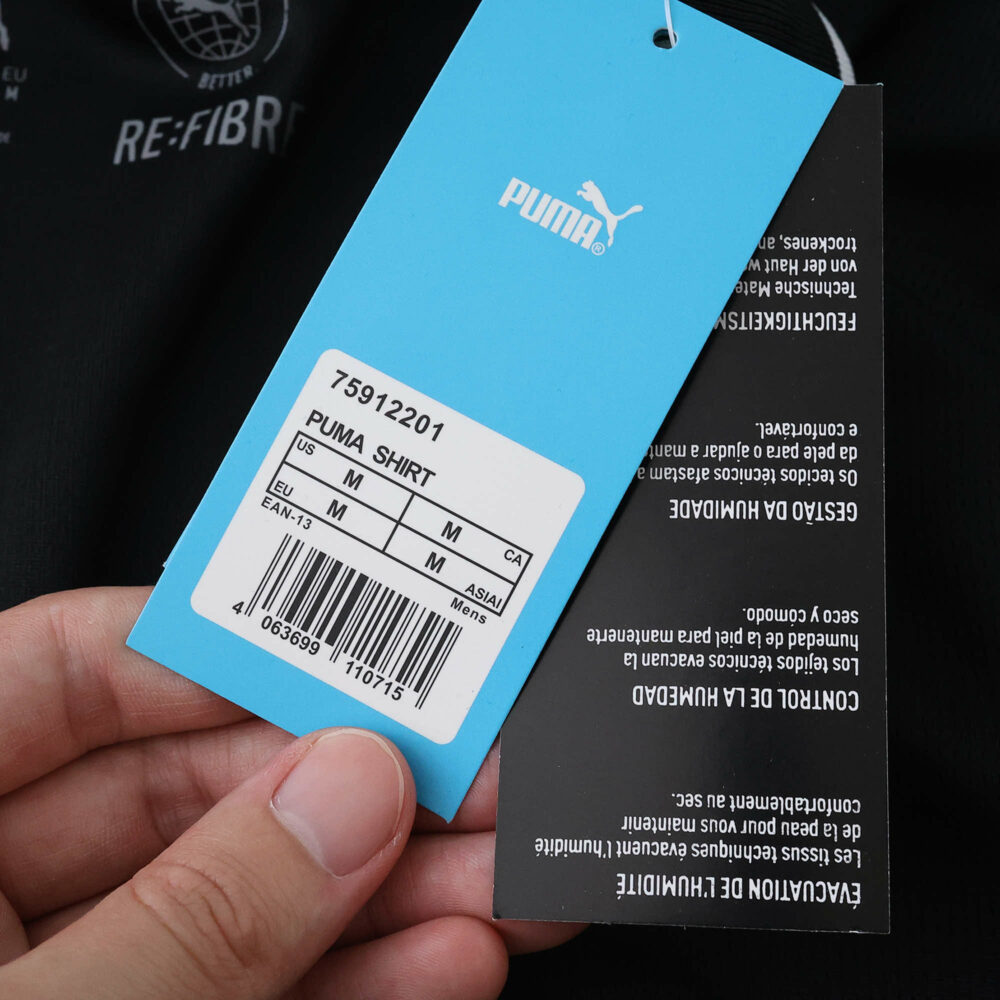 EU
M
BETTER
RE:FIBRE
PUMA
75912201
PUMA SHIRT
US M M CA
EU M M ASIA
EAN-13
Mens
4 063699 110715
ÉVACUATION DE L'HUMIDITÉ
Les tissus techniques évacuent l'humidité
de la peau pour vous maintenir
confortablement au sec.
CONTROL DE LA HUMEDAD
Los tejidos técnicos evacuan la
humedad de la piel para mantenerte
seco y cómodo.
GESTÃO DA HUMIDADE
Os tecidos técnicos afastam a
da pele para o ajudar a mante
e confortável.
FEUCHTIGKEITSM
Technische Mate
von der Haut w
trockenes, an